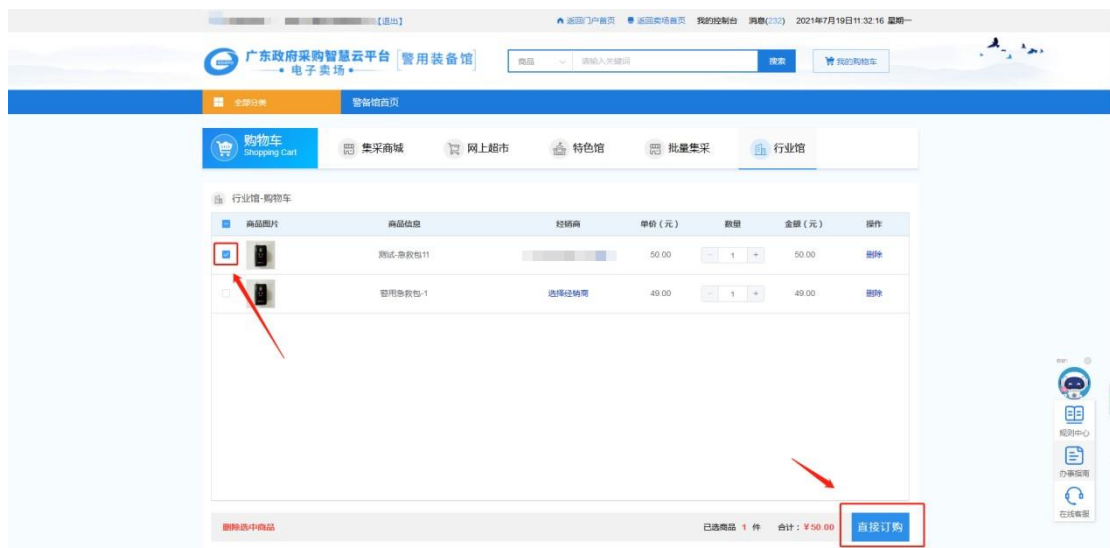 【退出】 返回门户首页 返回卖场首页 我的控制台 消息(232) 2021年7月19日11:32:16 星期一
广东政府采购智慧云平台 警用装备馆
• 电子卖场 •
商品 请输入关键词 搜索 我的购物车
全部分类 警备馆首页
购物车 集采商城 网上超市 特色馆 批量集采 行业馆
Shopping Cart
行业馆-购物车
商品图片 商品信息 经销商 单价(元) 数量 金额(元) 操作
测试-急救包11 50.00 - 1 + 50.00 删除
警用急救包-1 选择经销商 49.00 - 1 + 49.00 删除
规则中心
办事指南
在线客服
删除选中商品 已选商品 1 件 合计：￥50.00 直接订购